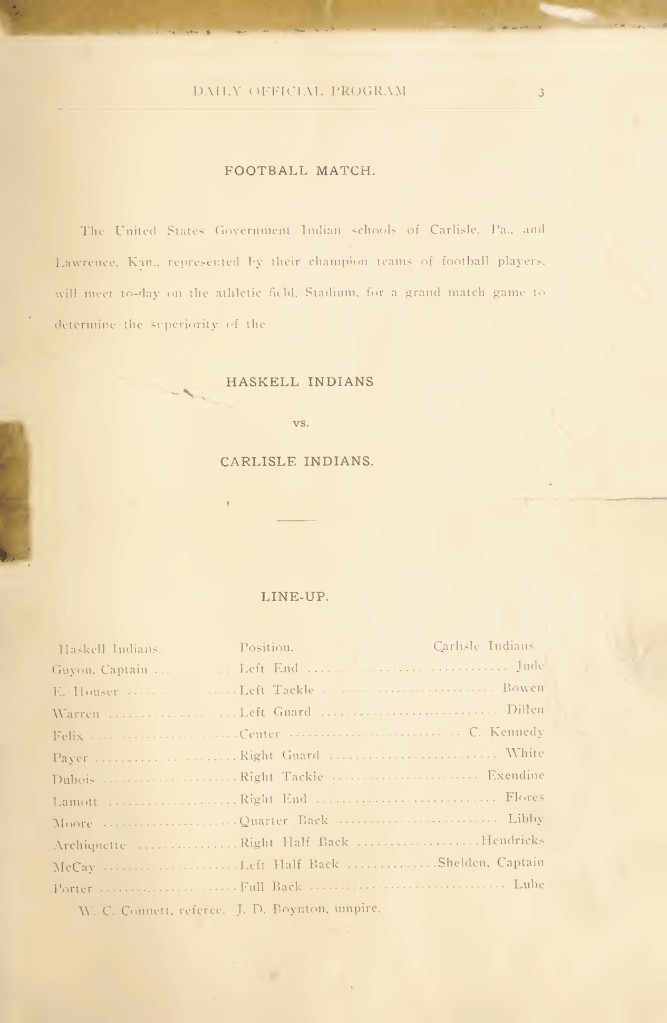 DAILY OFFICIAL PROGRAM 3
FOOTBALL MATCH.
The United States Government Indian schools of Carlisle, Pa., and
Lawrence, Kan., represented by their champion teams of football players,
will meet to-day on the athletic field, Stadium, for a grand match game to
determine the superiority of the
HASKELL INDIANS
vs.
CARLISLE INDIANS.
LINE-UP.
Haskell Indians. Position. Carlisle Indians.
Guyon, Captain ............ Left End ................................ Jude
E. Houser ................ Left Tackle ............................ Bowen
Warren .................... Left Guard ............................ Dillen
Felix ...................... Center ............................ C. Kennedy
Payer ...................... Right Guard ............................ White
Dubois .................... Right Tackle ........................ Exendine
Lamott .................... Right End .............................. Flores
Moore ...................... Quarter Back .......................... Libby
Archiquette ................ Right Half Back ................... Hendricks
McCay ...................... Left Half Back .............. Shelden, Captain
Porter ...................... Full Back .............................. Lube
W. C. Connett, referee. J. D. Boynton, umpire.